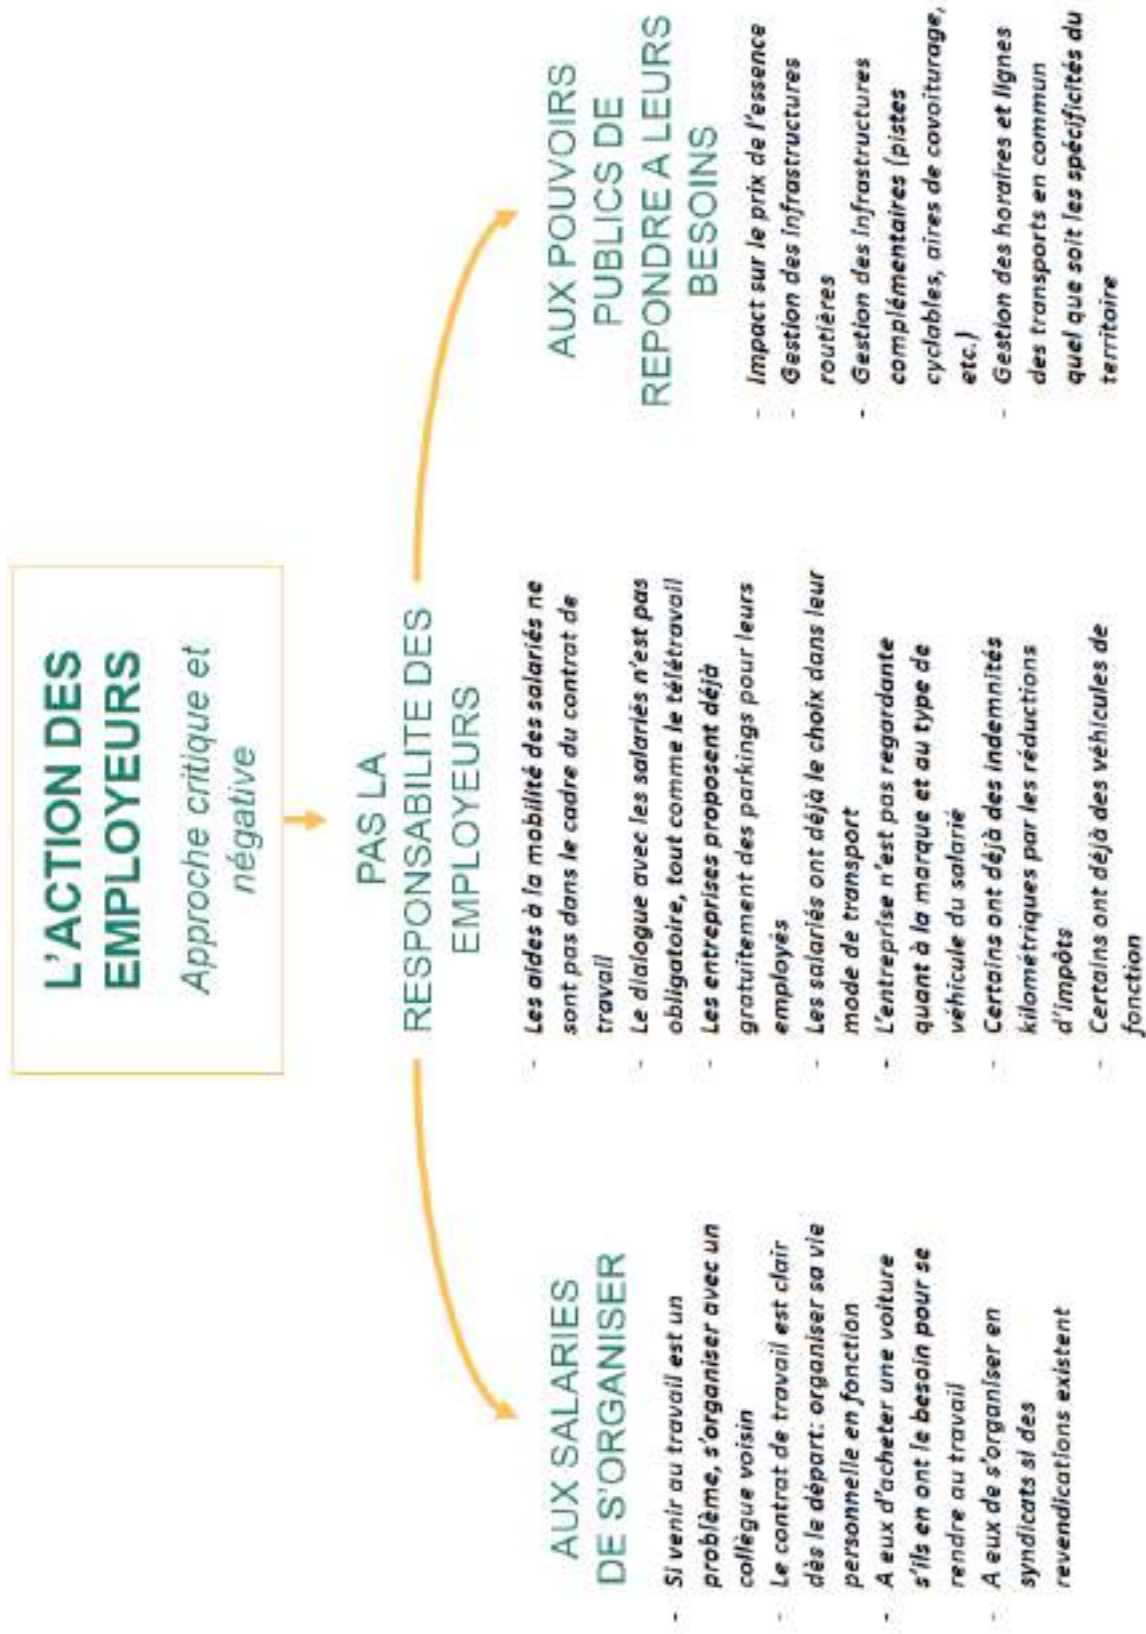 L'ACTION DES
EMPLOYEURS
Approche critique et
négative
PAS LA
RESPONSABILITE DES
EMPLOYEURS
- Les aides à la mobilité des salariés ne
sont pas dans le cadre du contrat de
travail
- Le dialogue avec les salariés n'est pas
obligatoire, tout comme le télétravail
- Les entreprises proposent déjà
gratuitement des parkings pour leurs
employés
- Les salariés ont déjà le choix dans leur
mode de transport
- L'entreprise n'est pas regardante
quant à la marque et au type de
véhicule du salarié
- Certains ont déjà des indemnités
kilométriques par les réductions
d'impôts
- Certains ont déjà des véhicules de
fonction
AUX SALARIES
DE S'ORGANISER
- Si venir au travail est un
problème, s'organiser avec un
collègue voisin
- Le contrat de travail est clair
dès le départ: organiser sa vie
personnelle en fonction
- A eux d'acheter une voiture
s'ils en ont le besoin pour se
rendre au travail
- A eux de s'organiser en
syndicats si des
revendications existent
AUX POUVOIRS
PUBLICS DE
REPONDRE A LEURS
BESOINS
- Impact sur le prix de l'essence
- Gestion des infrastructures
routières
- Gestion des infrastructures
complémentaires (pistes
cyclables, aires de covoiturage,
etc.)
- Gestion des horaires et lignes
des transports en commun
quel que soit les spécificités du
territoire